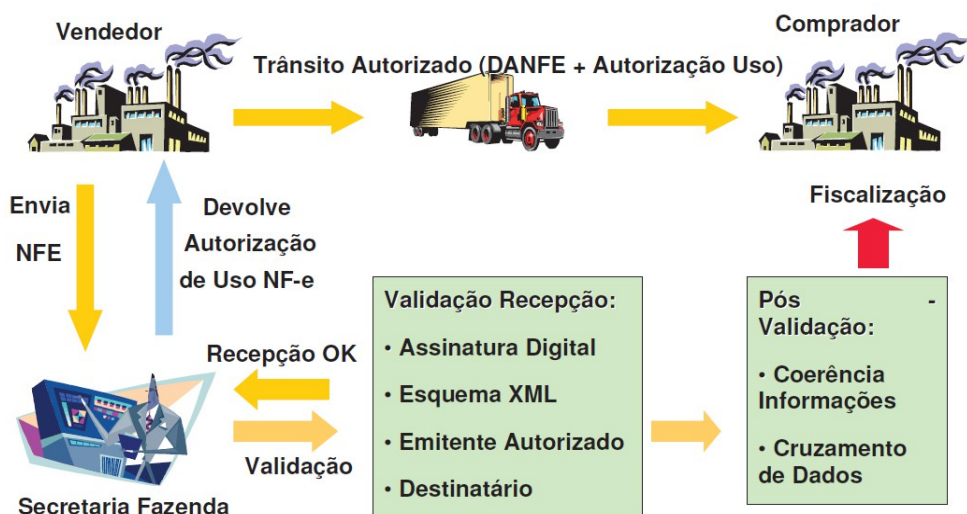 Vendedor
Comprador
Trânsito Autorizado (DANFE + Autorização Uso)
Envia
NFE
Devolve
Autorização
de Uso NF-e
Fiscalização
Recepção OK
Validação
Secretaria Fazenda
Validação Recepção:
• Assinatura Digital
• Esquema XML
• Emitente Autorizado
• Destinatário
Pós -
Validação:
• Coerência
Informações
• Cruzamento
de Dados